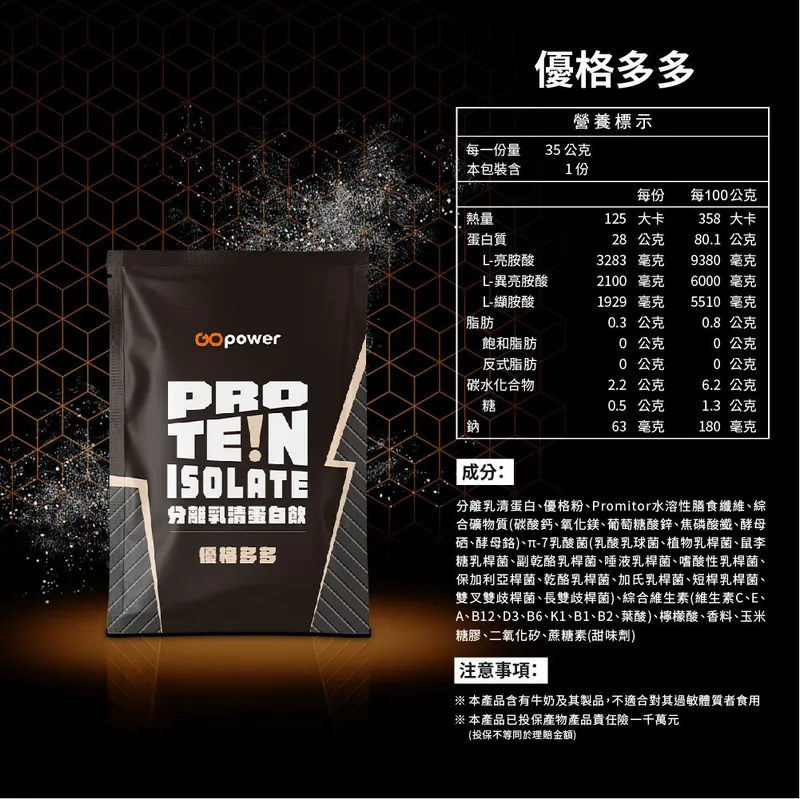 優格多多
營養標示
每一份量 35 公克
本包裝含 1 份
每份 每100公克
熱量 125 大卡 358 大卡
蛋白質 28 公克 80.1 公克
L-亮胺酸 3283 毫克 9380 毫克
L-異亮胺酸 2100 毫克 6000 毫克
L-纈胺酸 1929 毫克 5510 毫克
脂肪 0.3 公克 0.8 公克
飽和脂肪 0 公克 0 公克
反式脂肪 0 公克 0 公克
碳水化合物 2.2 公克 6.2 公克
糖 0.5 公克 1.3 公克
鈉 63 毫克 180 毫克
GOpower
PRO
TE!N
ISOLATE
分離乳清蛋白飲
優格多多
成分：
分離乳清蛋白、優格粉、Promitor水溶性膳食纖維、綜
合礦物質(碳酸鈣、氧化鎂、葡萄糖酸鋅、焦磷酸鐵、酵母
硒、酵母鉻)、π-7乳酸菌(乳酸乳球菌、植物乳桿菌、鼠李
糖乳桿菌、副乾酪乳桿菌、唾液乳桿菌、嗜酸性乳桿菌、
保加利亞桿菌、乾酪乳桿菌、加氏乳桿菌、短桿乳桿菌、
雙叉雙歧桿菌、長雙歧桿菌)、綜合維生素(維生素C、E、
A、B12、D3、B6、K1、B1、B2、葉酸)、檸檬酸、香料、玉米
糖膠、二氧化矽、蔗糖素(甜味劑)
注意事項：
※ 本產品含有牛奶及其製品，不適合對其過敏體質者食用
※ 本產品已投保產物產品責任險一千萬元
(投保不等同於理賠金額)